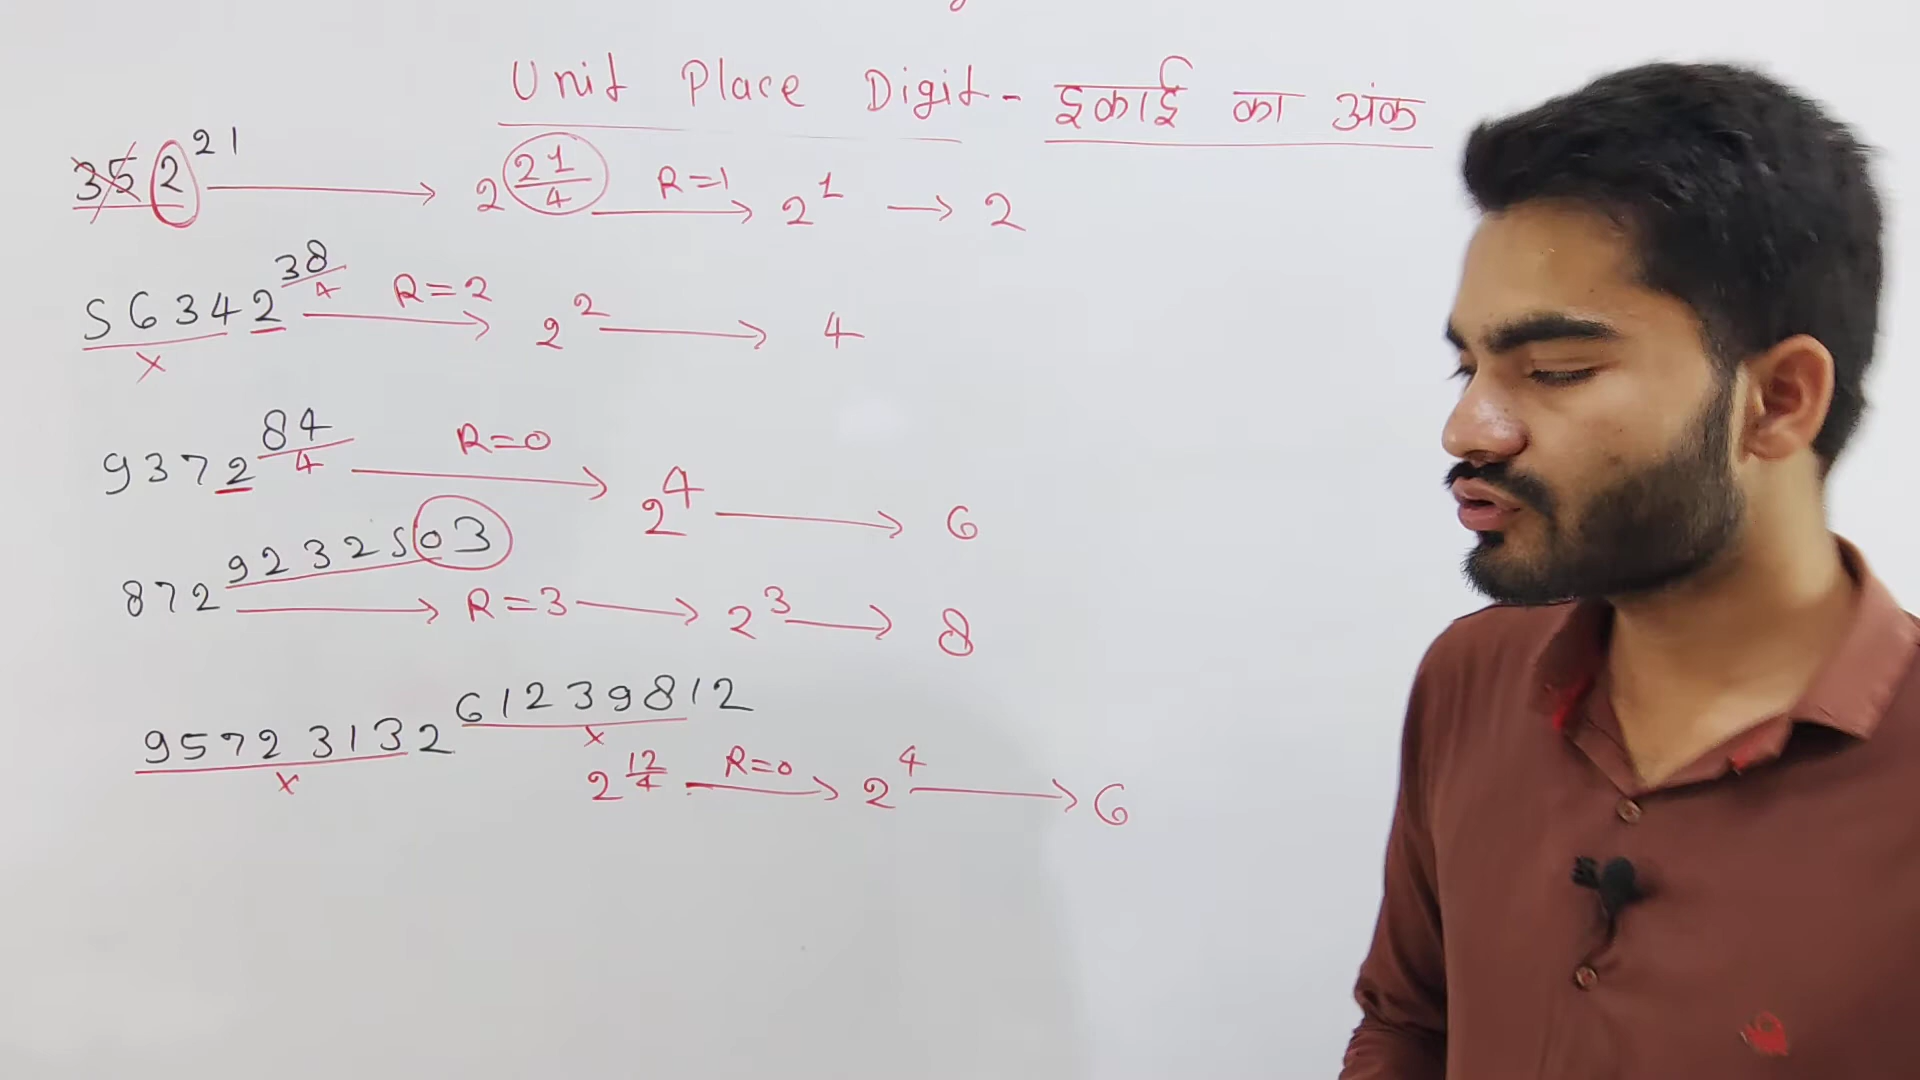 Unit Place Digit - इकाई का अंक
352^21 → 2^(21/4) R=1 → 2^1 → 2
56342^(38/4) R=2 → 2^2 → 4
x
9372^(84/4) R=0 → 2^4 → 6
872^9232503 → R=3 → 2^3 → 8
95723132^61239812
x x
2^(12/4) R=0 → 2^4 → 6